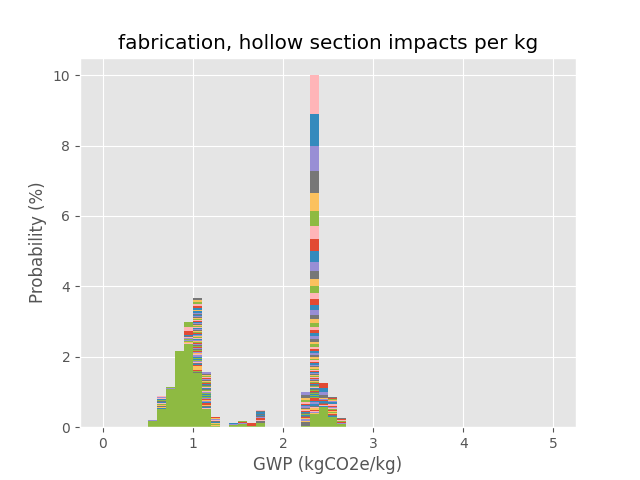 fabrication, hollow section impacts per kg
10
8
6
4
2
0
Probability (%)
0 1 2 3 4 5
GWP (kgCO2e/kg)